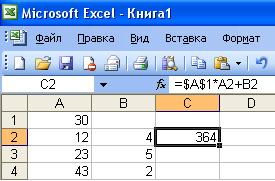 Microsoft Excel - Книга1
Файл Правка Вид Вставка Формат
C2 fx =$A$1*A2+B2
A B C
1 30
2 12 4 364
3 23 5
4 43 2